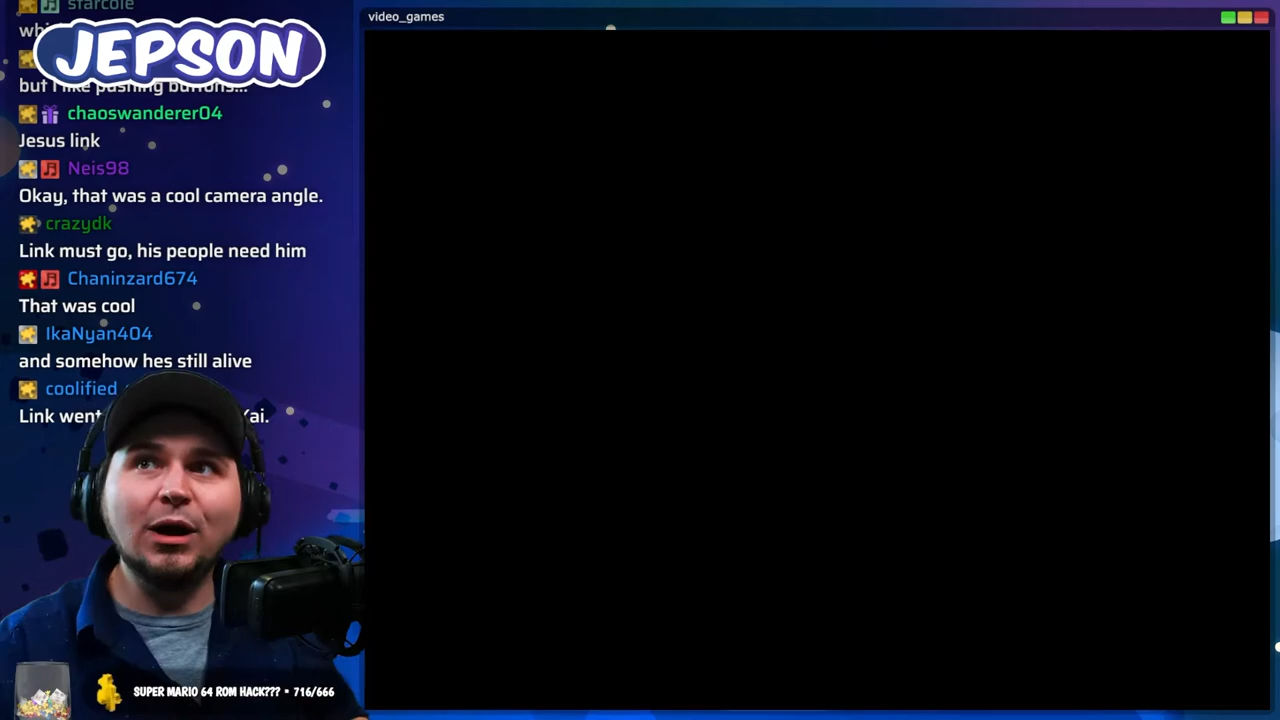 starcole
JEPSON
but I like pushing buttons...
chaoswanderer04
Jesus link
Neis98
Okay, that was a cool camera angle.
crazydk
Link must go, his people need him
Chaninzard674
That was cool
IkaNyan404
and somehow hes still alive
coolified
Link went
SUPER MARIO 64 ROM HACK??? • 716/666
video_games